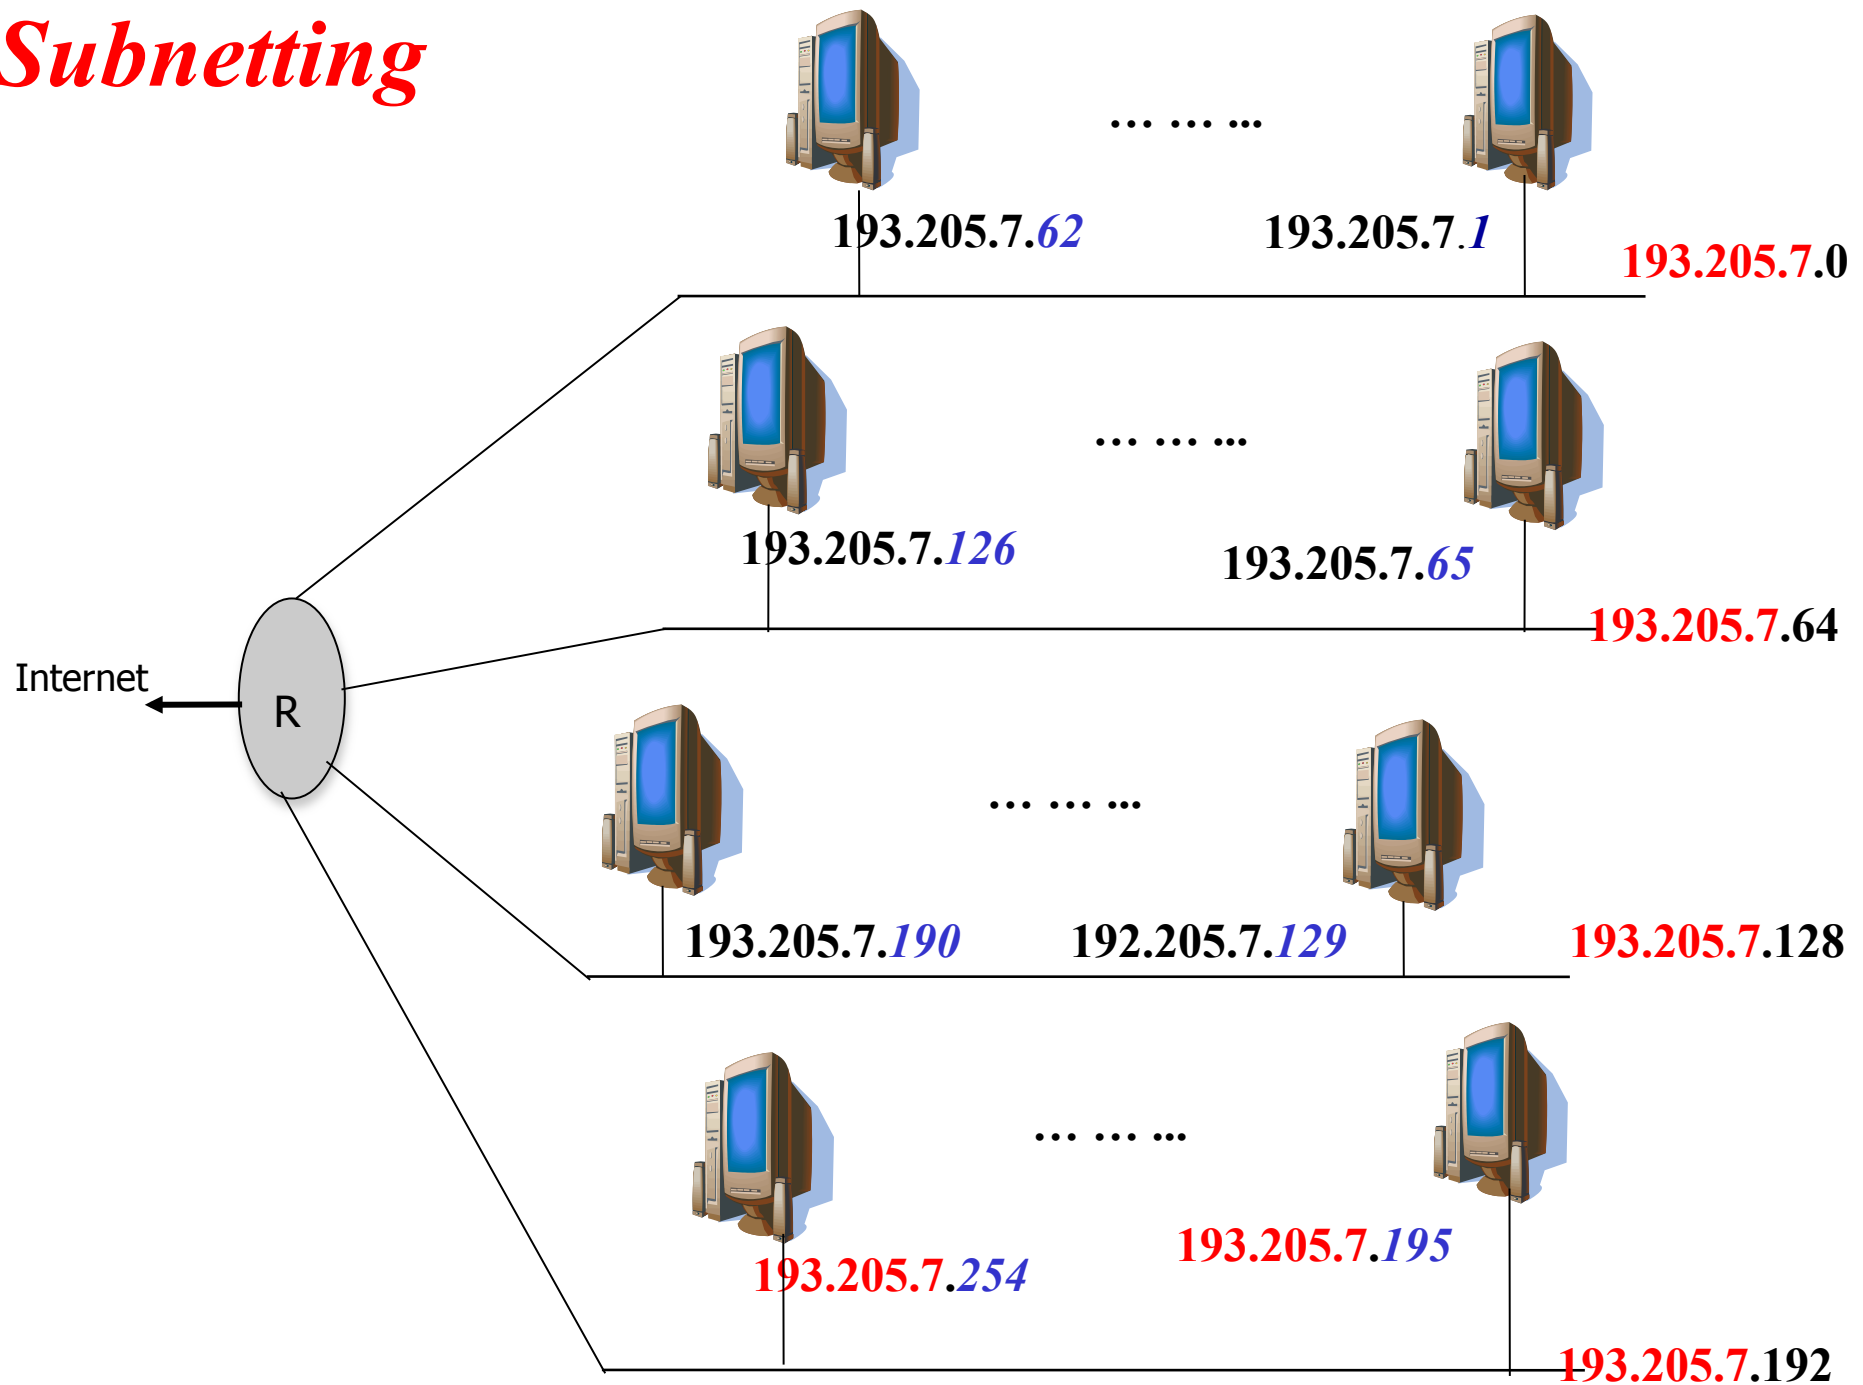 Subnetting
… … ...
193.205.7.62 193.205.7.1
193.205.7.0
… … ...
193.205.7.126 193.205.7.65
193.205.7.64
Internet
R
… … ...
193.205.7.190 192.205.7.129 193.205.7.128
… … ...
193.205.7.254 193.205.7.195
193.205.7.192